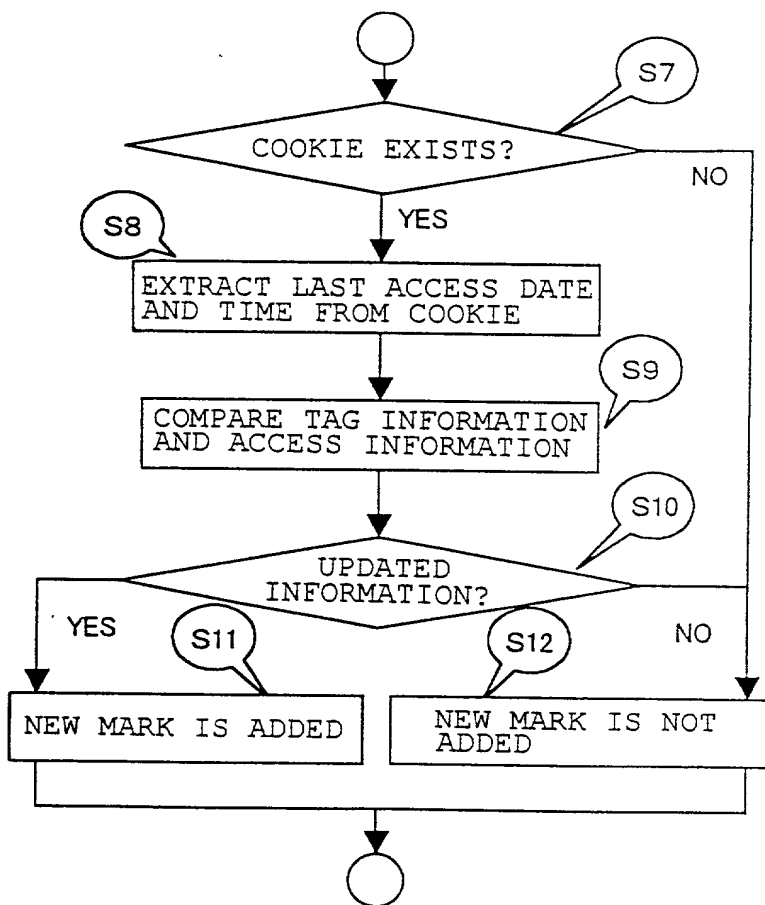 S7
COOKIE EXISTS?
NO
YES
S8
EXTRACT LAST ACCESS DATE
AND TIME FROM COOKIE
S9
COMPARE TAG INFORMATION
AND ACCESS INFORMATION
S10
UPDATED
INFORMATION?
YES
S11
S12
NO
NEW MARK IS ADDED
NEW MARK IS NOT
ADDED